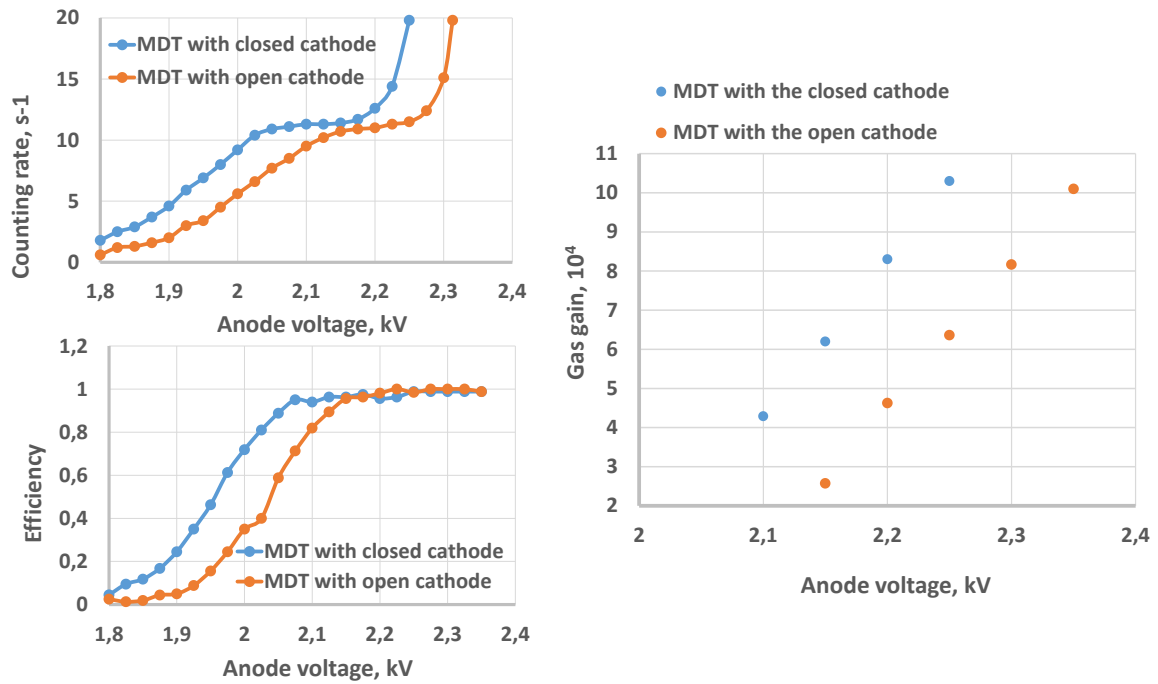 20
15
10
5
0
Counting rate, s-1
MDT with closed cathode
MDT with open cathode
1,8 1,9 2 2,1 2,2 2,3 2,4
Anode voltage, kV
1,2
1
0,8
0,6
0,4
0,2
0
Efficiency
MDT with closed cathode
MDT with open cathode
1,8 1,9 2 2,1 2,2 2,3 2,4
Anode voltage, kV
MDT with the closed cathode
MDT with the open cathode
11
10
9
8
7
6
5
4
3
2
Gas gain, 10⁴
2 2,1 2,2 2,3 2,4
Anode voltage, kV